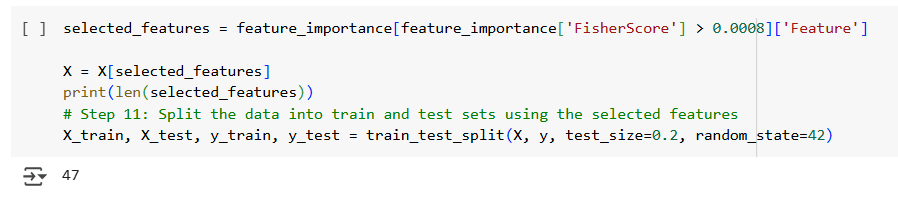 [ ] selected_features = feature_importance[feature_importance['FisherScore'] > 0.0008]['Feature']
X = X[selected_features]
print(len(selected_features))
# Step 11: Split the data into train and test sets using the selected features
X_train, X_test, y_train, y_test = train_test_split(X, y, test_size=0.2, random_state=42)
47